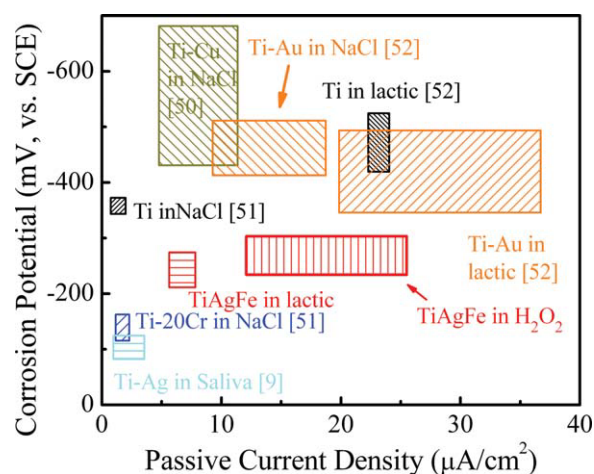 -600
-400
-200
0
Corrosion Potential (mV, vs. SCE)
Ti-Cu
in NaCl
[50]
Ti-Au in NaCl [52]
Ti in lactic [52]
Ti inNaCl [51]
Ti-Au in
lactic [52]
TiAgFe in lactic
TiAgFe in H₂O₂
Ti-20Cr in NaCl [51]
Ti-Ag in Saliva [9]
0 10 20 30 40
Passive Current Density (μA/cm²)